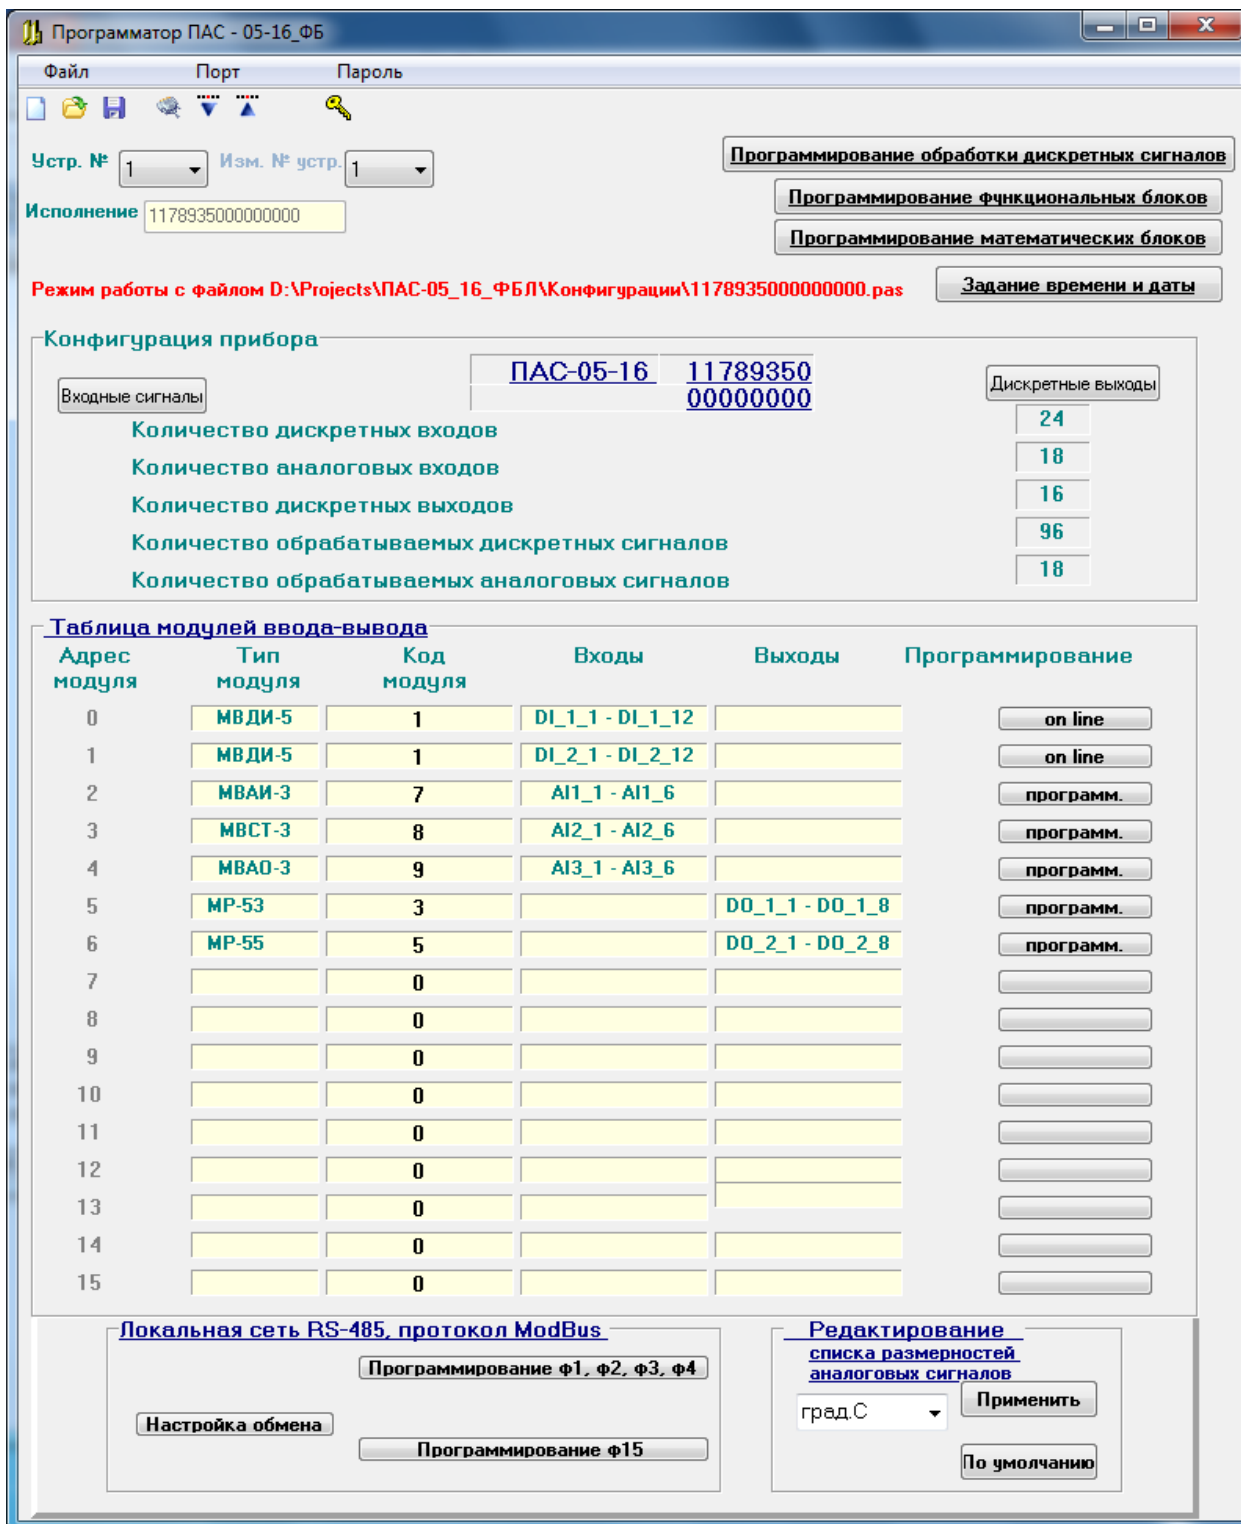 Программатор ПАС - 05-16_ФБ
Файл Порт Пароль
Устр. № 1 Изм. № устр. 1
Программирование обработки дискретных сигналов
Исполнение 1178935000000000
Программирование функциональных блоков
Программирование математических блоков
Режим работы с файлом D:\Projects\ПАС-05_16_ФБЛ\Конфигурации\1178935000000000.pas
Задание времени и даты
Конфигурация прибора
ПАС-05-16 11789350
00000000
Входные сигналы
Дискретные выходы
Количество дискретных входов 24
Количество аналоговых входов 18
Количество дискретных выходов 16
Количество обрабатываемых дискретных сигналов 96
Количество обрабатываемых аналоговых сигналов 18
Таблица модулей ввода-вывода
Адрес Тип Код Входы Выходы Программирование
модуля модуля модуля
0 МВДИ-5 1 DI_1_1 - DI_1_12 on line
1 МВДИ-5 1 DI_2_1 - DI_2_12 on line
2 МВАИ-3 7 AI1_1 - AI1_6 программ.
3 МВСТ-3 8 AI2_1 - AI2_6 программ.
4 МВАО-3 9 AI3_1 - AI3_6 программ.
5 МР-53 3 DO_1_1 - DO_1_8 программ.
6 МР-55 5 DO_2_1 - DO_2_8 программ.
7 0
8 0
9 0
10 0
11 0
12 0
13 0
14 0
15 0
Локальная сеть RS-485, протокол ModBus
Программирование ф1, ф2, ф3, ф4
Настройка обмена
Программирование ф15
Редактирование
списка размерностей
аналоговых сигналов
град.С
Применить
По умолчанию